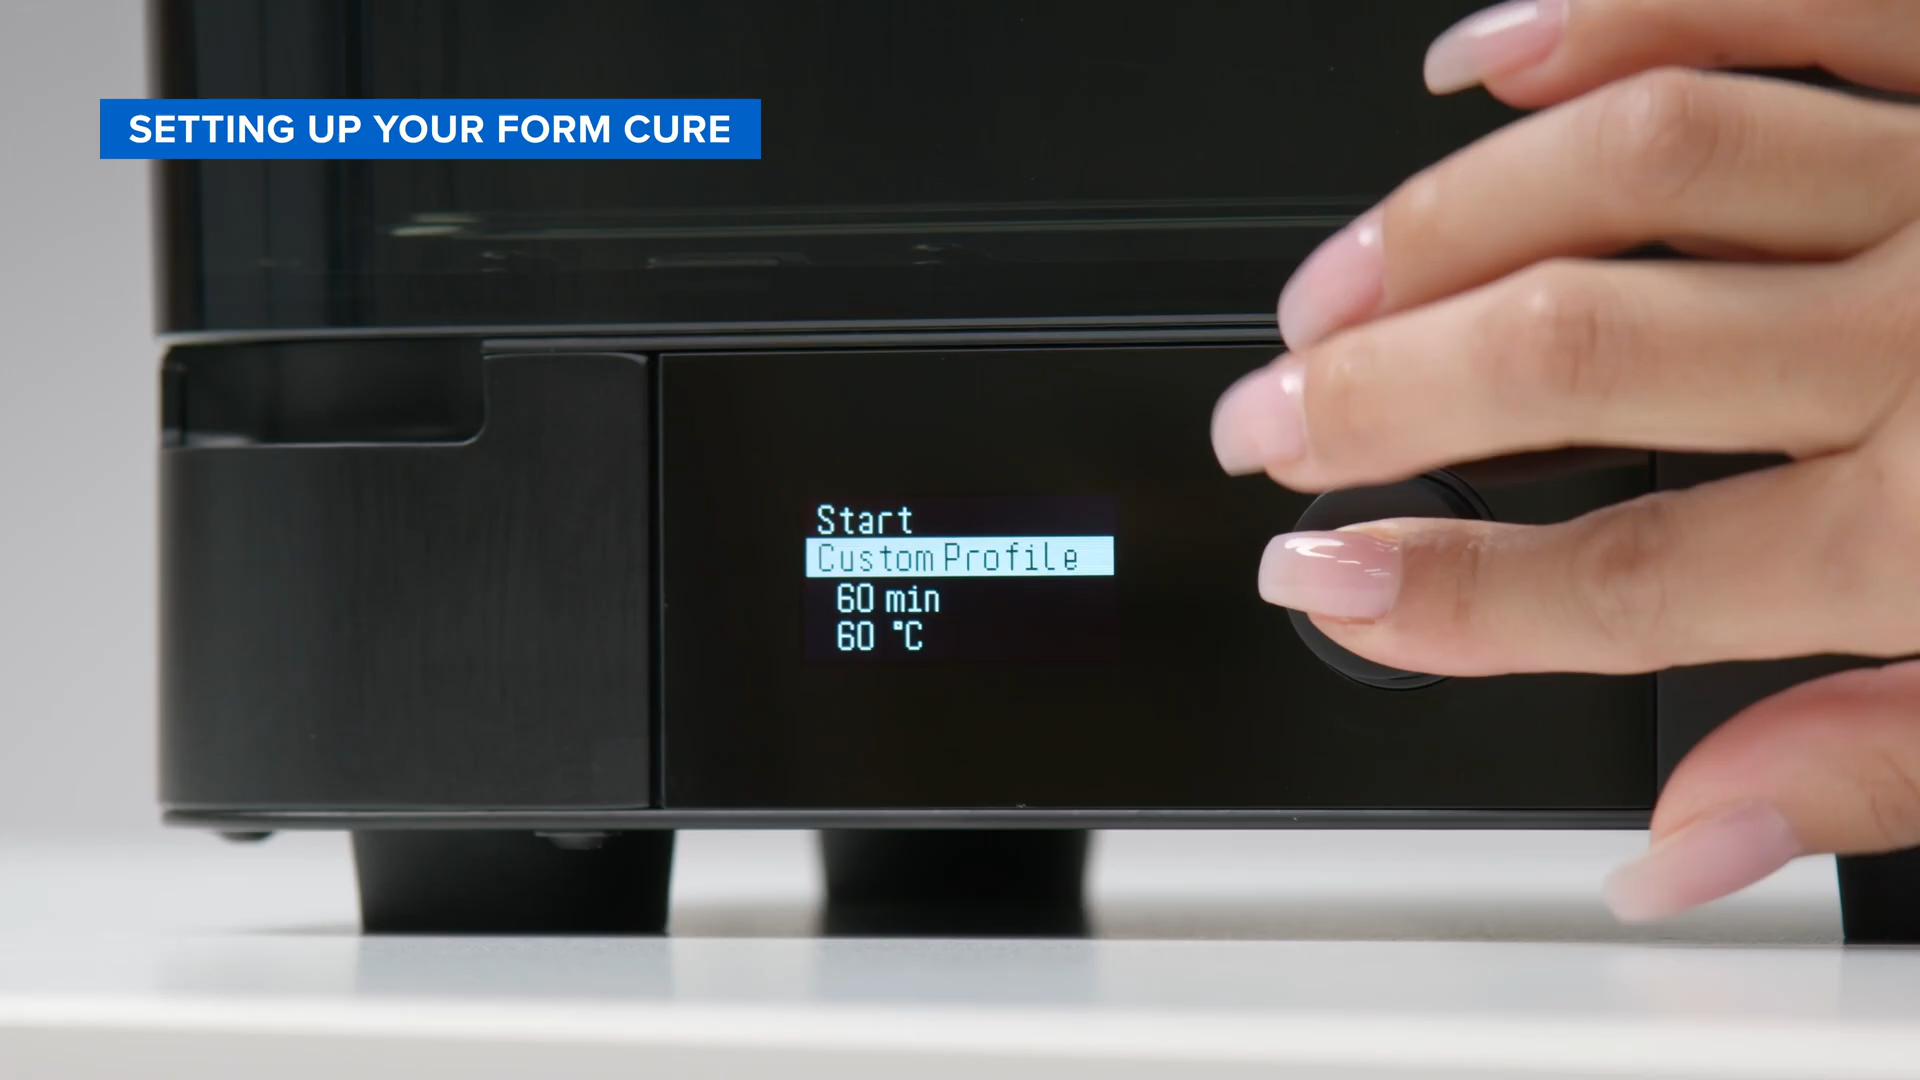 SETTING UP YOUR FORM CURE
Start
Custom Profile
60 min
60 °C